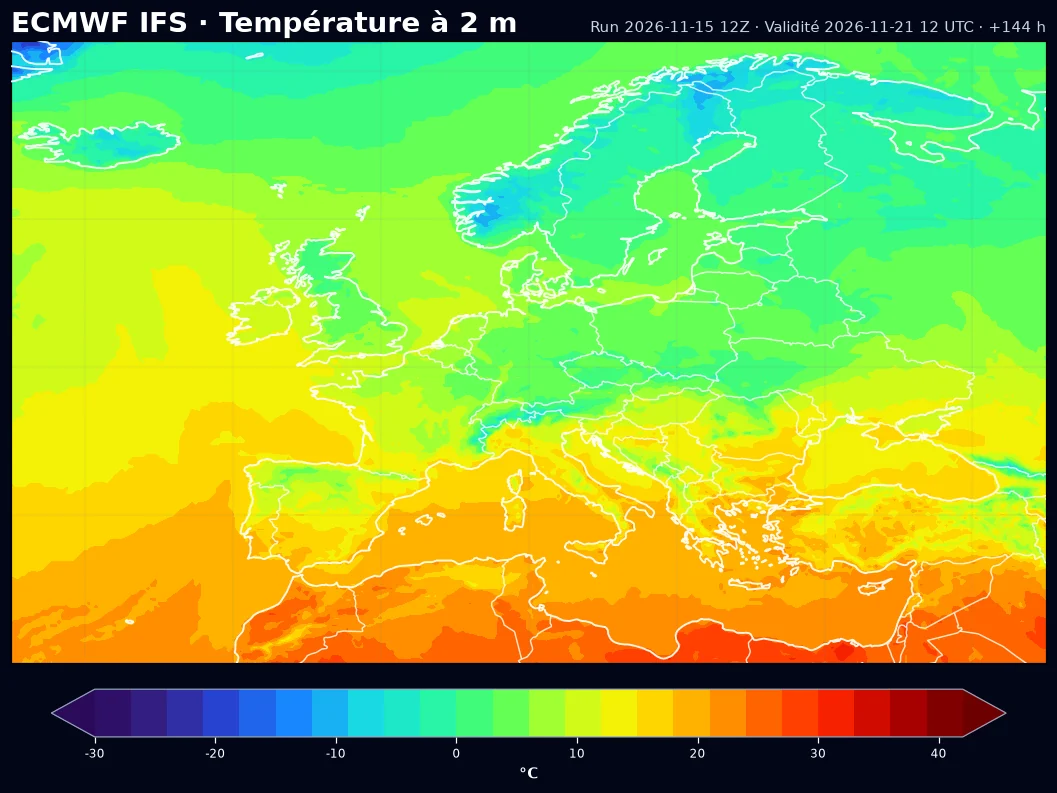 ECMWF IFS · Température à 2 m
Run 2026-11-15 12Z · Validité 2026-11-21 12 UTC · +144 h
-30 -20 -10 0 10 20 30 40
°C